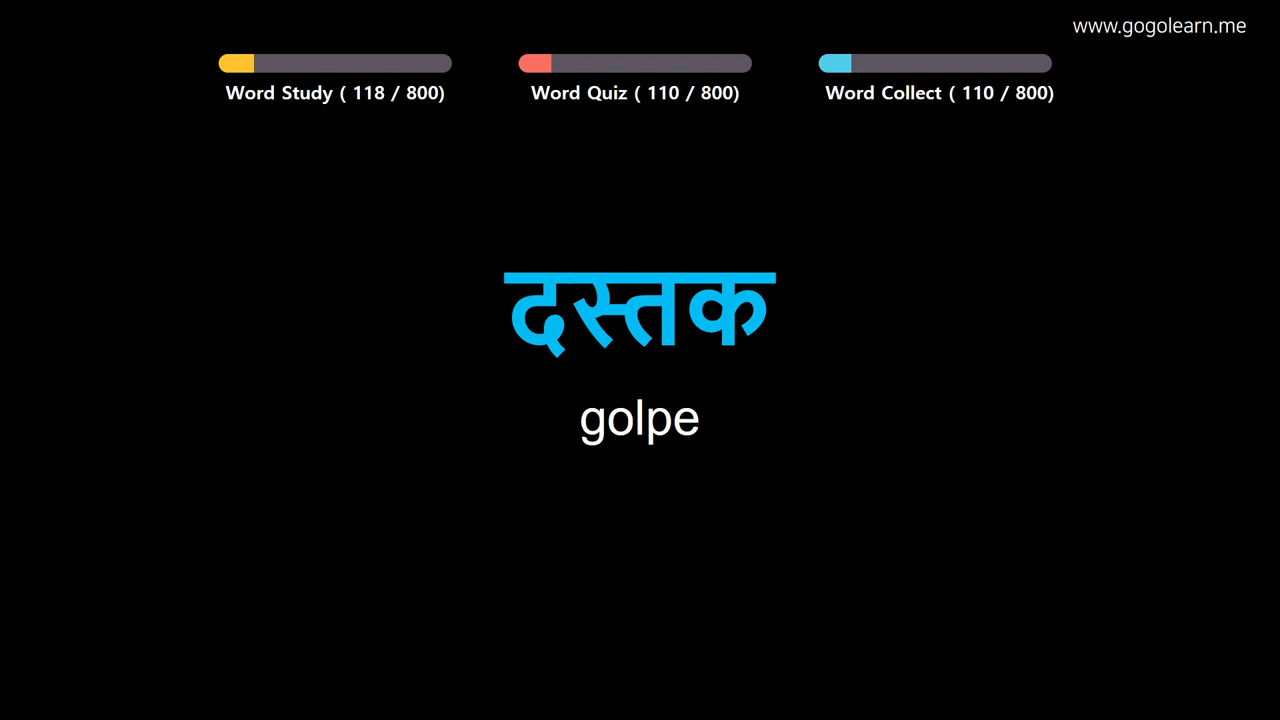 www.gogolearn.me
Word Study ( 118 / 800)
Word Quiz ( 110 / 800)
Word Collect ( 110 / 800)
दस्तक
golpe